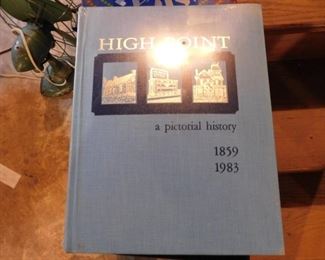 HIGH POINT
a pictorial history
1859
1983